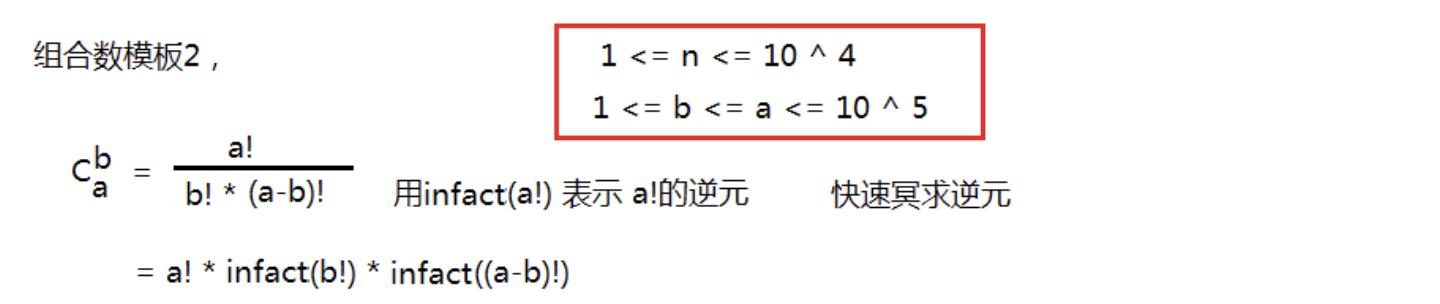 组合数模板2，
1 <= n <= 10 ^ 4
1 <= b <= a <= 10 ^ 5
C_a^b = a! / b! * (a-b)!
用infact(a!) 表示 a!的逆元
快速冥求逆元
= a! * infact(b!) * infact((a-b)!)